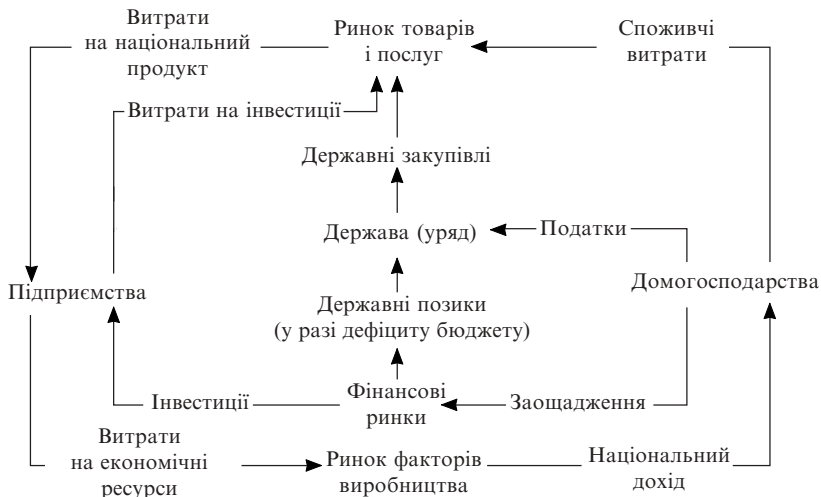 Витрати
на національний
продукт
Ринок товарів
і послуг
Споживчі
витрати
Витрати на інвестиції
Державні закупівлі
Держава (уряд)
Податки
Підприємства
Державні позики
(у разі дефіциту бюджету)
Домогосподарства
Інвестиції
Фінансові
ринки
Заощадження
Витрати
на економічні
ресурси
Ринок факторів
виробництва
Національний
дохід